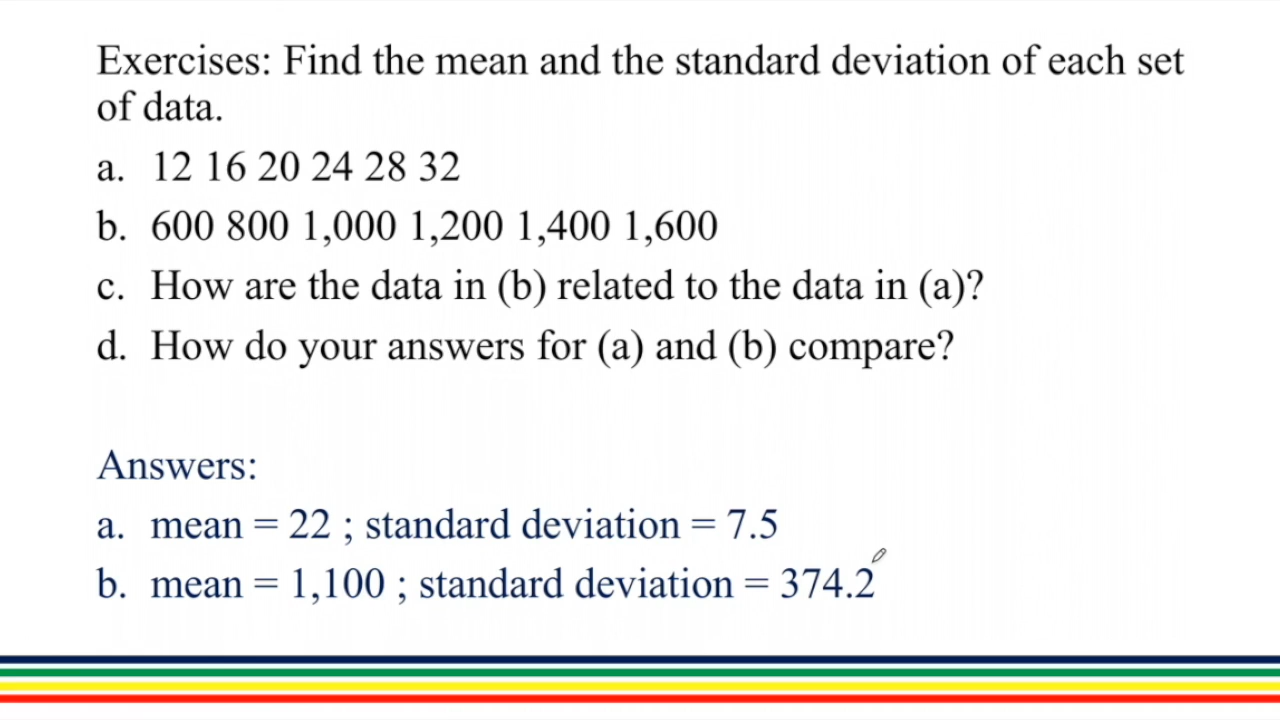 Exercises: Find the mean and the standard deviation of each set
of data.
a. 12 16 20 24 28 32
b. 600 800 1,000 1,200 1,400 1,600
c. How are the data in (b) related to the data in (a)?
d. How do your answers for (a) and (b) compare?
Answers:
a. mean = 22 ; standard deviation = 7.5
b. mean = 1,100 ; standard deviation = 374.2